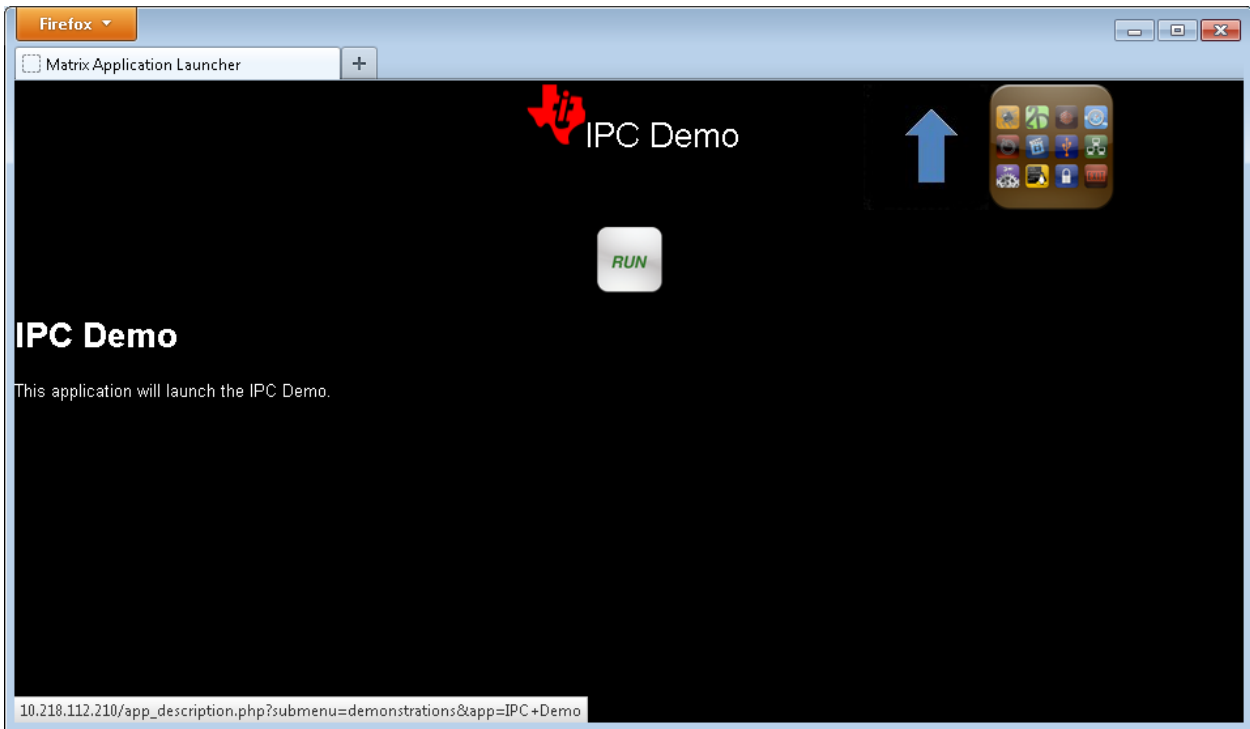 Firefox
Matrix Application Launcher
IPC Demo
RUN
IPC Demo
This application will launch the IPC Demo.
10.218.112.210/app_description.php?submenu=demonstrations&app=IPC+Demo